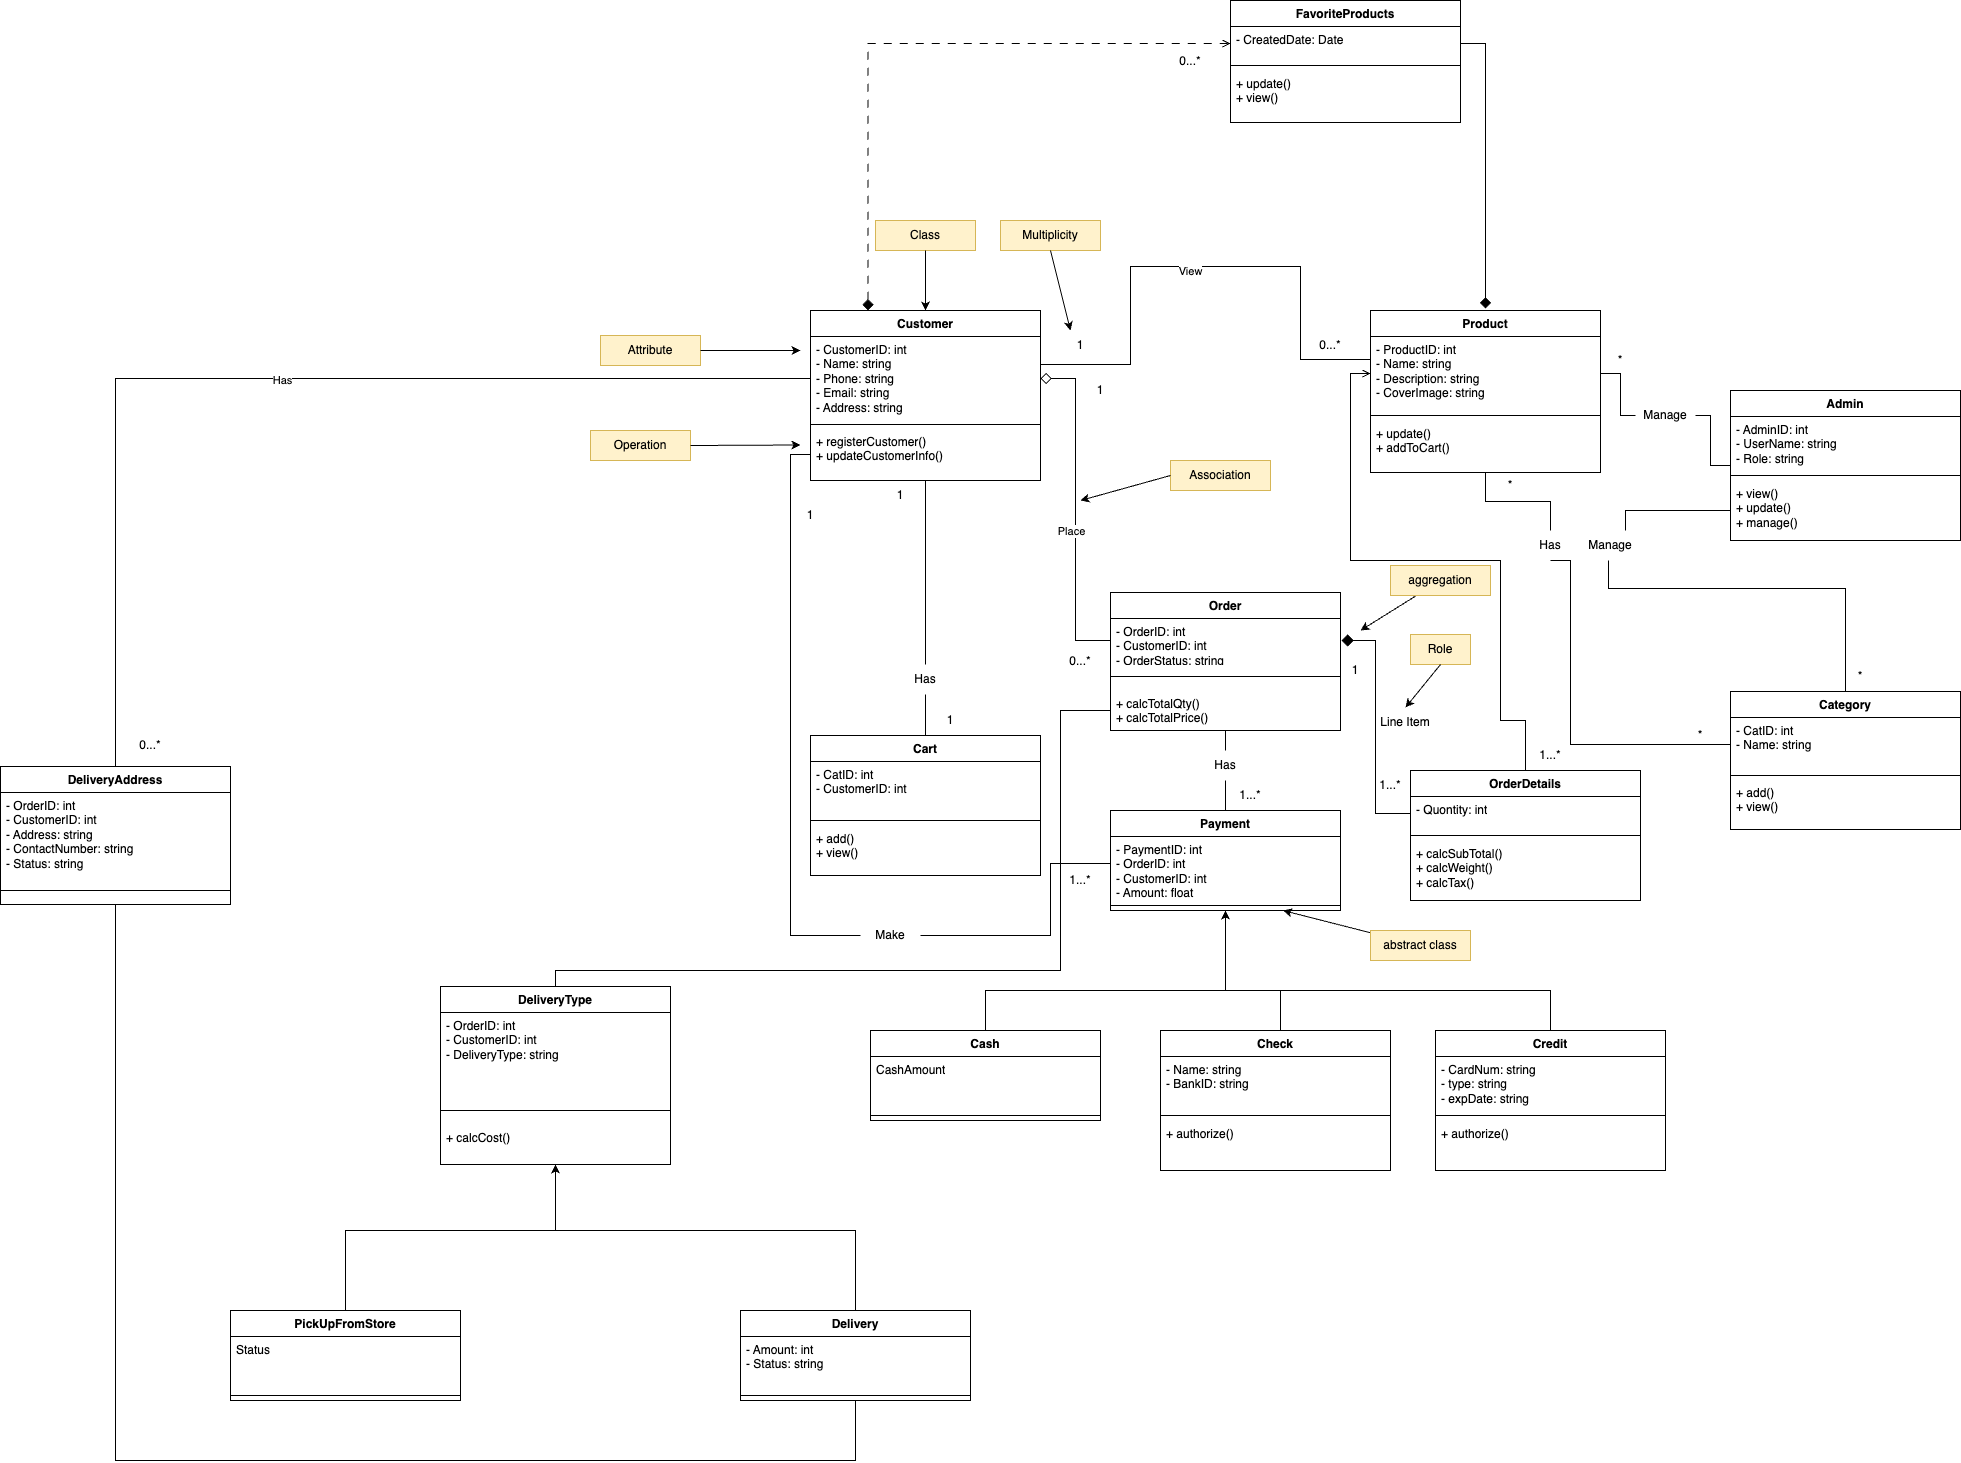 FavoriteProducts
- CreatedDate: Date
0...*
+ update()
+ view()
Class
Multiplicity
View
Customer
- CustomerID: int
- Name: string
- Phone: string
- Email: string
- Address: string
+ registerCustomer()
+ updateCustomerInfo()
Attribute
Operation
1
1
0...*
Product
- ProductID: int
- Name: string
- Description: string
- CoverImage: string
+ update()
+ addToCart()
*
Manage
Admin
- AdminID: int
- UserName: string
- Role: string
+ view()
+ update()
+ manage()
Has
Association
1
1
*
Place
Has
Manage
aggregation
Order
- OrderID: int
- CustomerID: int
- OrderStatus: string
+ calcTotalQty()
+ calcTotalPrice()
0...*
1
Role
Line Item
Has
1
*
*
Category
- CatID: int
- Name: string
+ add()
+ view()
0...*
DeliveryAddress
- OrderID: int
- CustomerID: int
- Address: string
- ContactNumber: string
- Status: string
Cart
- CatID: int
- CustomerID: int
+ add()
+ view()
Has
1...*
1...*
1...*
OrderDetails
- Quontity: int
+ calcSubTotal()
+ calcWeight()
+ calcTax()
Payment
- PaymentID: int
- OrderID: int
- CustomerID: int
- Amount: float
1...*
Make
abstract class
DeliveryType
- OrderID: int
- CustomerID: int
- DeliveryType: string
+ calcCost()
Cash
CashAmount
Check
- Name: string
- BankID: string
+ authorize()
Credit
- CardNum: string
- type: string
- expDate: string
+ authorize()
PickUpFromStore
Status
Delivery
- Amount: int
- Status: string